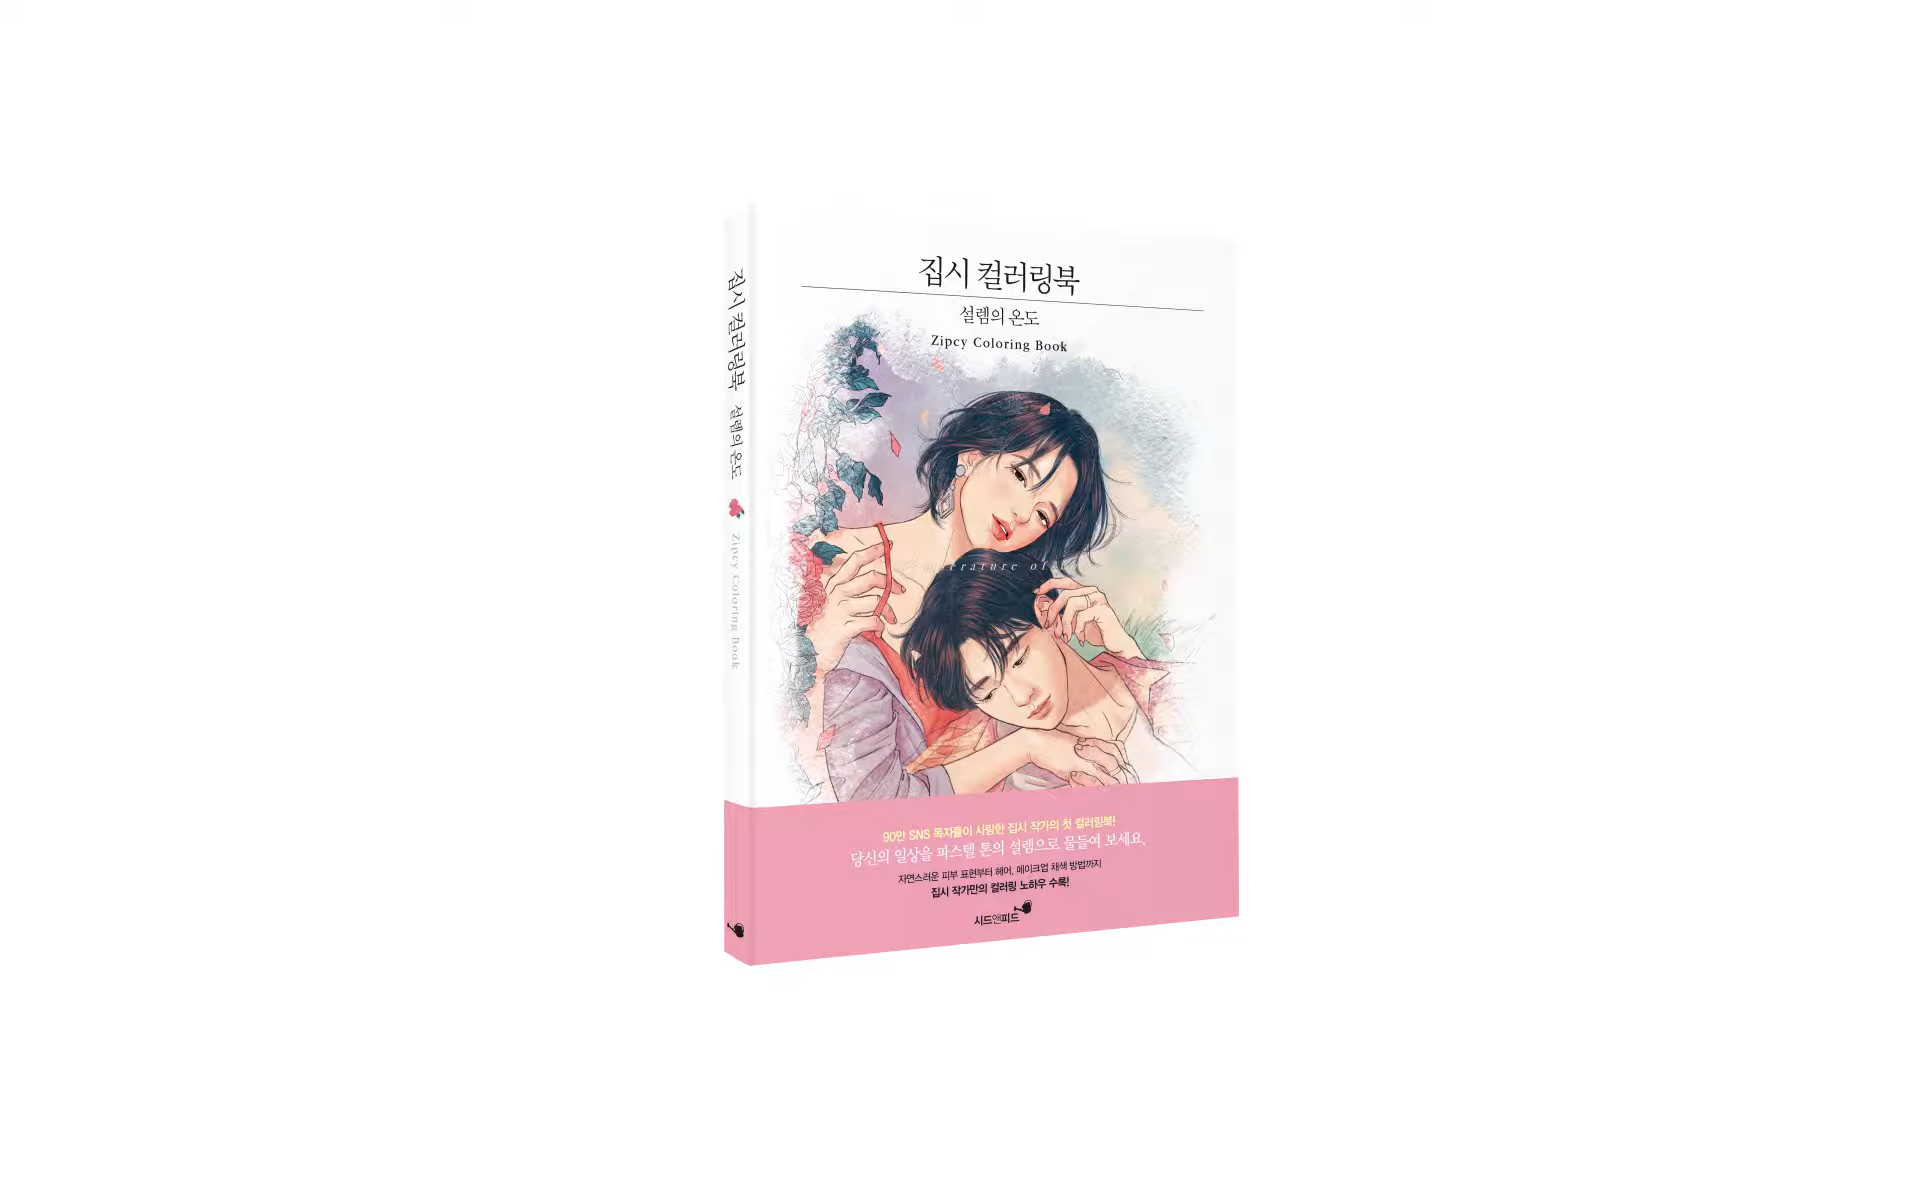 집시 컬러링북
설렘의 온도
Zipcy Coloring Book
집시 컬러링북 설렘의 온도 Zipcy Coloring Book
erature of
90만 SNS 독자들이 사랑한 집시 작가의 첫 컬러링북!
당신의 일상을 파스텔 톤의 설렘으로 물들여 보세요.
자연스러운 피부 표현부터 헤어, 메이크업 채색 방법까지
집시 작가만의 컬러링 노하우 수록!
시드앤피드